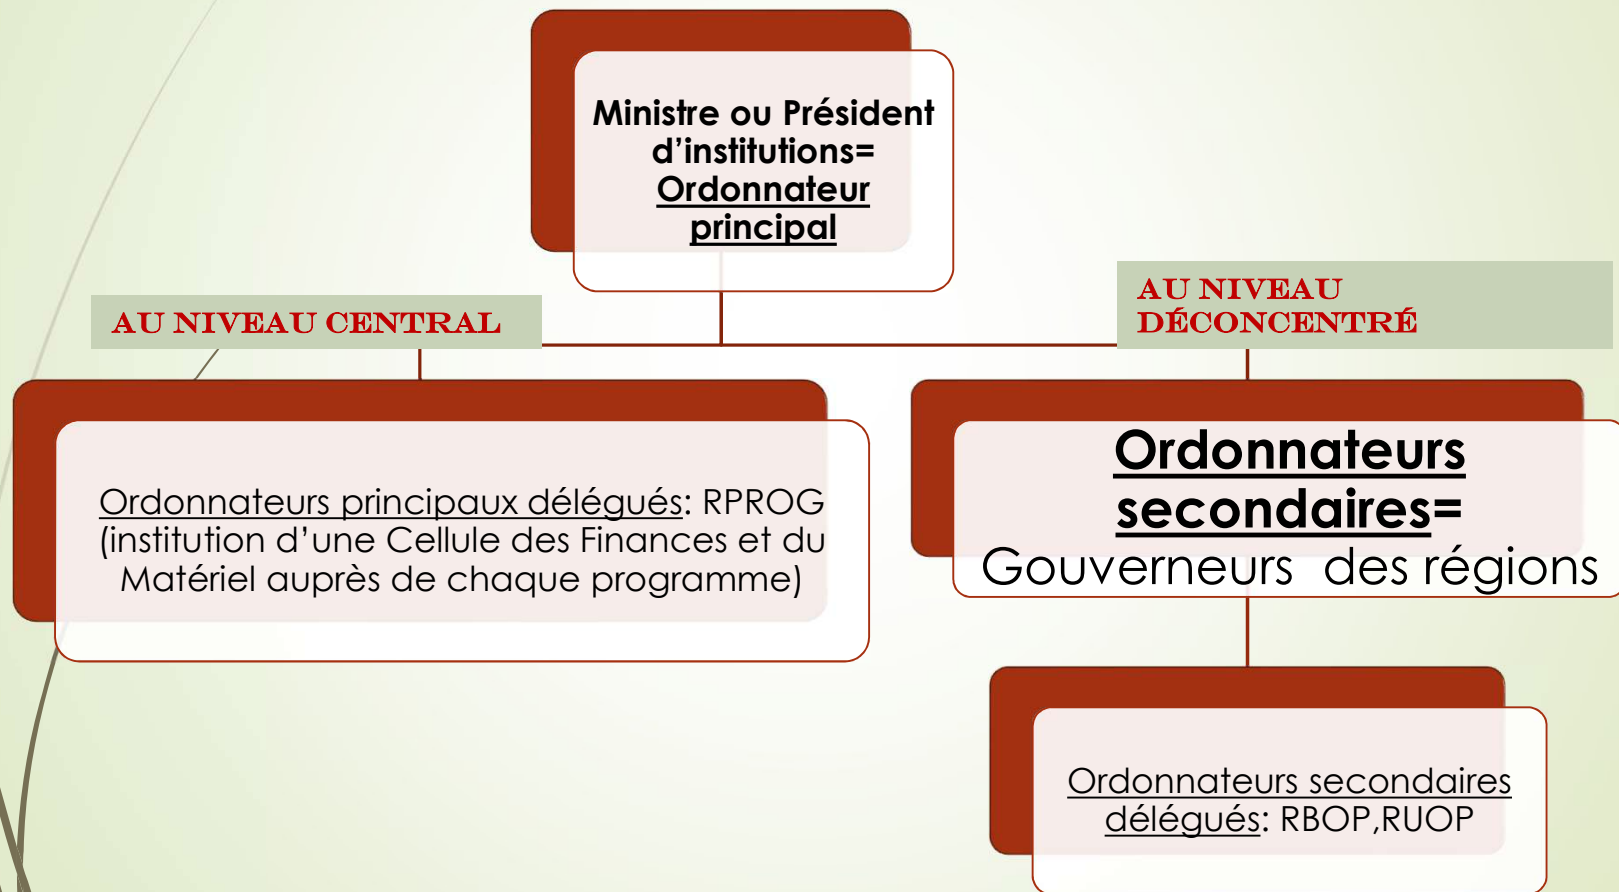 Ministre ou Président
d’institutions=
Ordonnateur
principal
AU NIVEAU CENTRAL
AU NIVEAU
DÉCONCENTRÉ
Ordonnateurs principaux délégués: RPROG
(institution d’une Cellule des Finances et du
Matériel auprès de chaque programme)
Ordonnateurs
secondaires=
Gouverneurs des régions
Ordonnateurs secondaires
délégués: RBOP,RUOP